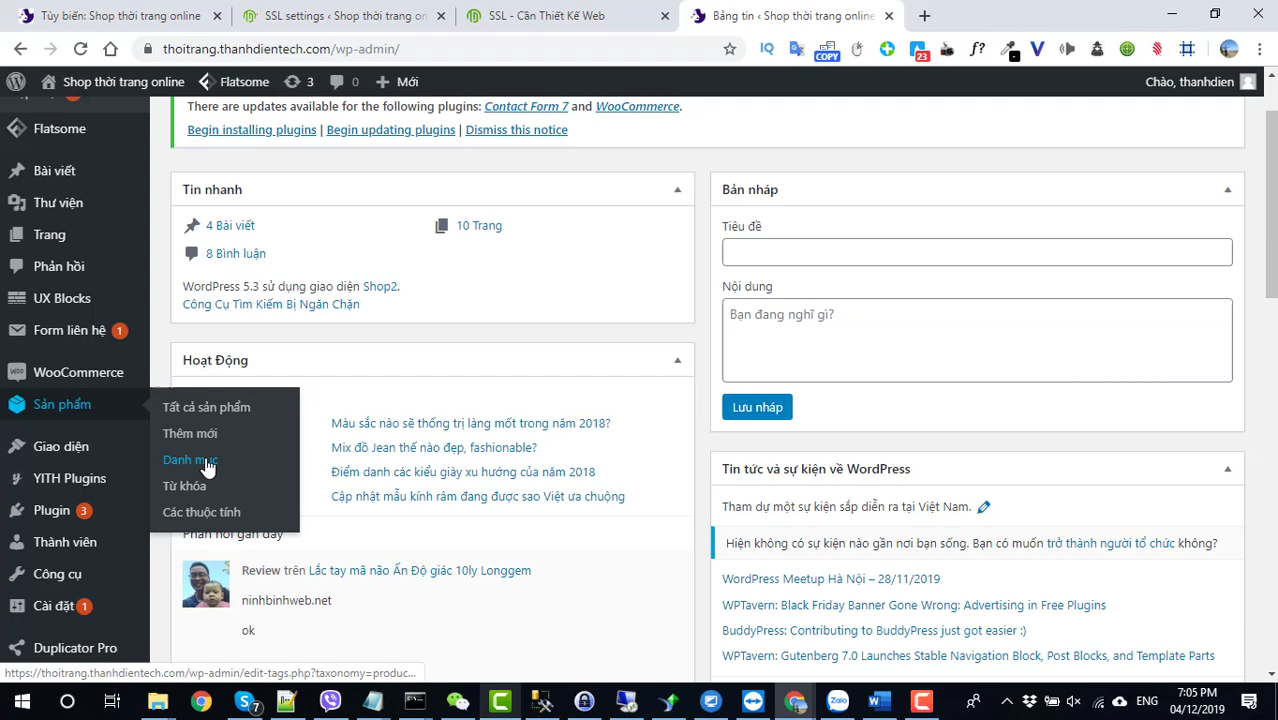 Tùy biến: Shop thời trang online
SSL settings ‹ Shop thời trang on
SSL - Cần Thiết Kế Web
Bảng tin ‹ Shop thời trang online
thoitrang.thanhdientech.com/wp-admin/
COPY
23
f?
Shop thời trang online
Flatsome
3
0
Mới
Chào, thanhdien
There are updates available for the following plugins: Contact Form 7 and WooCommerce.
Begin installing plugins | Begin updating plugins | Dismiss this notice
Flatsome
Bài viết
Thư viện
Trang
Phản hồi
UX Blocks
Form liên hệ 1
WooCommerce
Sản phẩm
Giao diện
YITH Plugins
Plugin 3
Thành viên
Công cụ
Cài đặt 1
Duplicator Pro
Tất cả sản phẩm
Thêm mới
Danh mục
Từ khóa
Các thuộc tính
Tin nhanh
4 Bài viết
10 Trang
8 Bình luận
WordPress 5.3 sử dụng giao diện Shop2.
Công Cụ Tìm Kiếm Bị Ngăn Chặn
Hoạt Động
Màu sắc nào sẽ thống trị làng mốt trong năm 2018?
Mix đồ Jean thế nào đẹp, fashionable?
Điểm danh các kiểu giày xu hướng của năm 2018
Cập nhật mẫu kính râm đang được sao Việt ưa chuộng
Phản hồi gần đây
Review trên Lắc tay mã não Ấn Độ giác 10ly Longgem
ninhbinhweb.net
ok
Bản nháp
Tiêu đề
Nội dung
Bạn đang nghĩ gì?
Lưu nháp
Tin tức và sự kiện về WordPress
Tham dự một sự kiện sắp diễn ra tại Việt Nam.
Hiện không có sự kiện nào gần nơi bạn sống. Bạn có muốn trở thành người tổ chức không?
WordPress Meetup Hà Nội – 28/11/2019
WPTavern: Black Friday Banner Gone Wrong: Advertising in Free Plugins
BuddyPress: Contributing to BuddyPress just got easier :)
WPTavern: Gutenberg 7.0 Launches Stable Navigation Block, Post Blocks, and Template Parts
https://thoitrang.thanhdientech.com/wp-admin/edit-tags.php?taxonomy=produc...
7
Zalo
ENG
7:05 PM
04/12/2019